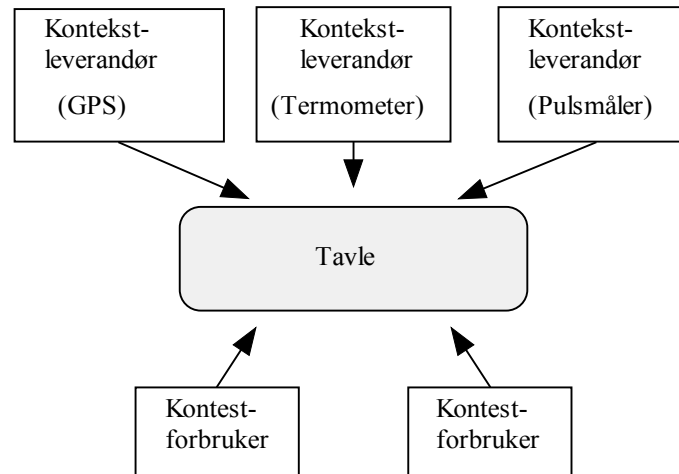 Kontekst-
leverandør
(GPS)
Kontekst-
leverandør
(Termometer)
Kontekst-
leverandør
(Pulsmåler)
Tavle
Kontest-
forbruker
Kontest-
forbruker